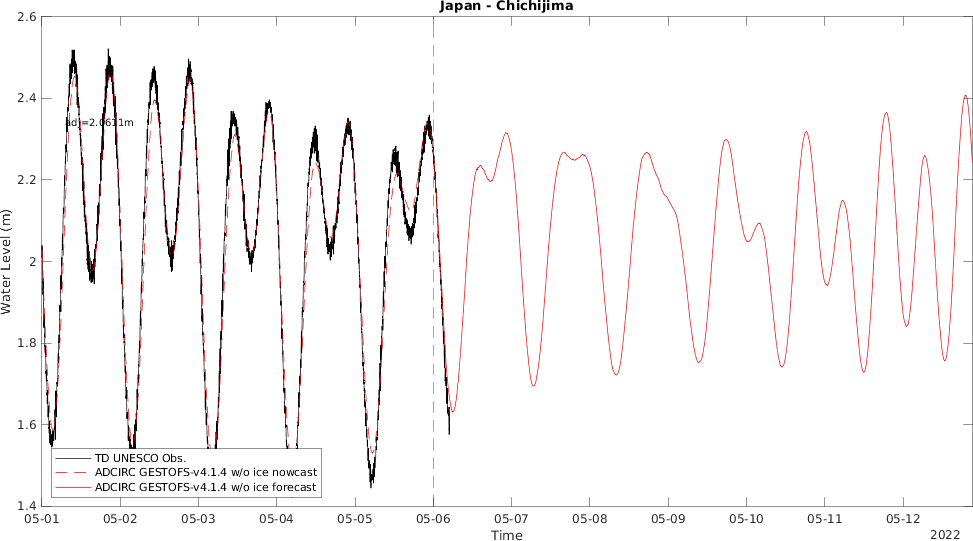 Japan - Chichijima
2.6
2.4
2.2
2
1.8
1.6
1.4
Water Level (m)
adj=2.0611m
TD UNESCO Obs.
ADCIRC GESTOFS-v4.1.4 w/o ice nowcast
ADCIRC GESTOFS-v4.1.4 w/o ice forecast
05-01 05-02 05-03 05-04 05-05 05-06 05-07 05-08 05-09 05-10 05-11 05-12
Time
2022